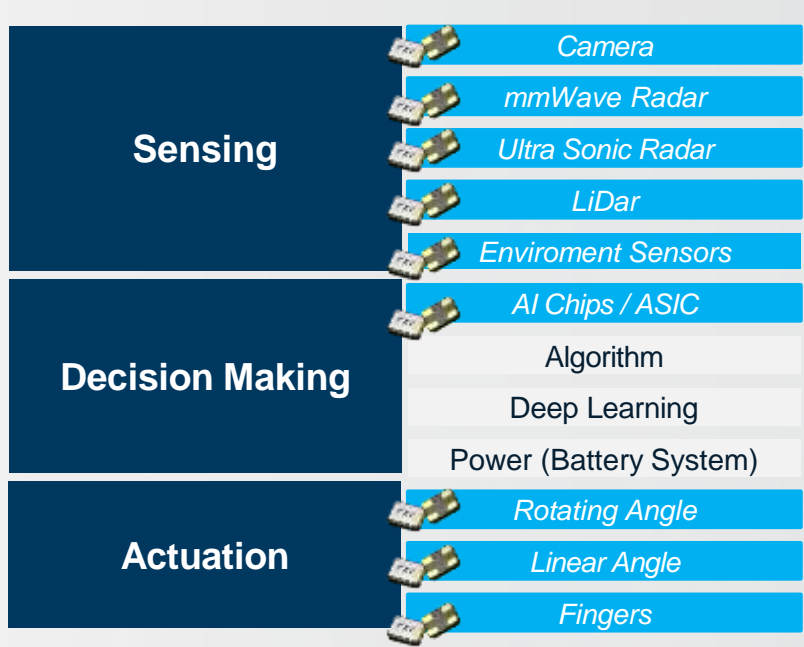 Sensing
Camera
mmWave Radar
Ultra Sonic Radar
LiDar
Enviroment Sensors
Decision Making
AI Chips / ASIC
Algorithm
Deep Learning
Power (Battery System)
Actuation
Rotating Angle
Linear Angle
Fingers